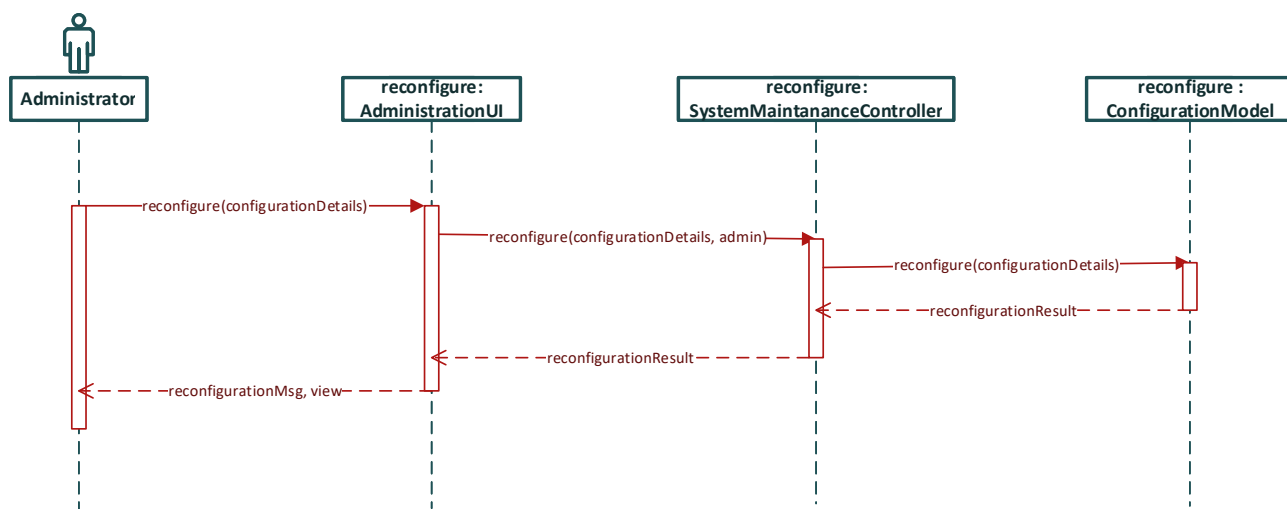 Administrator
reconfigure:
AdministrationUI
reconfigure:
SystemMaintananceController
reconfigure :
ConfigurationModel
reconfigure(configurationDetails)
reconfigure(configurationDetails, admin)
reconfigure(configurationDetails)
reconfigurationResult
reconfigurationResult
reconfigurationMsg, view